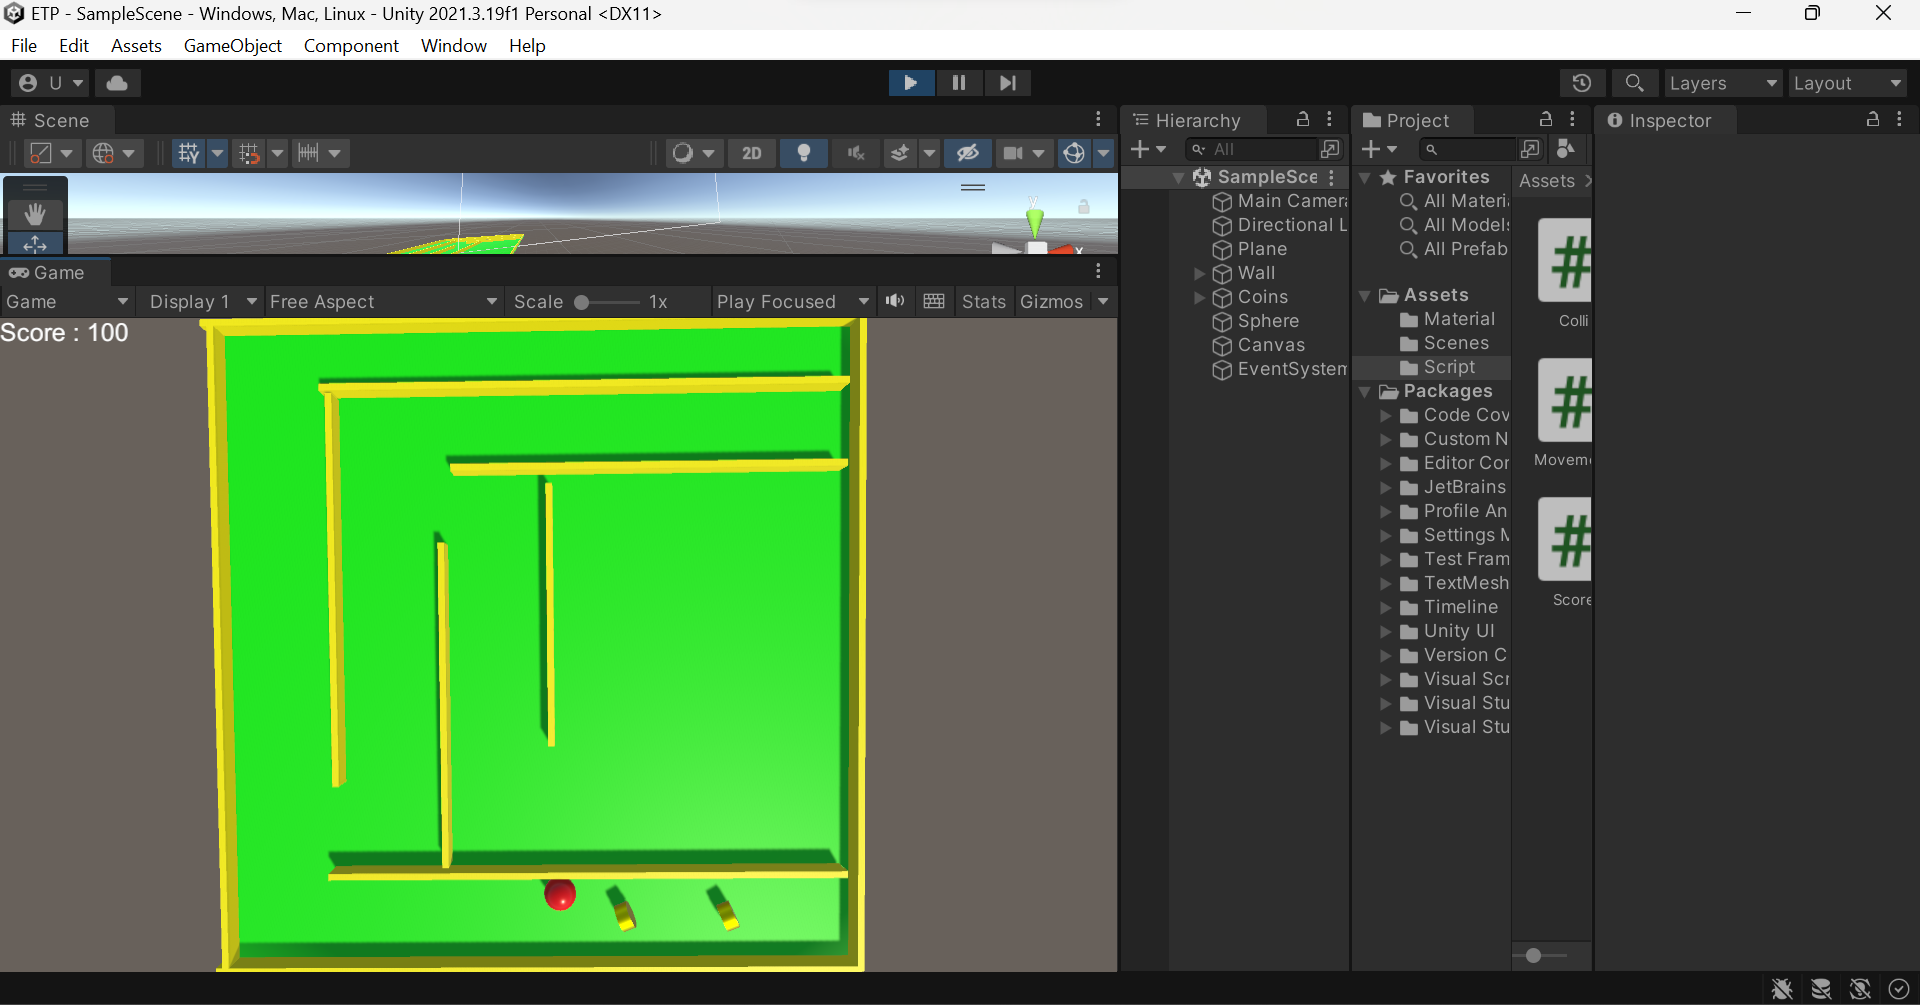 ETP - SampleScene - Windows, Mac, Linux - Unity 2021.3.19f1 Personal <DX11>
File Edit Assets GameObject Component Window Help
U Layers Layout
Scene
2D
y
x
Game
Game Display 1 Free Aspect Scale 1x Play Focused Stats Gizmos
Score : 100
Hierarchy
All
SampleSce
Main Camera
Directional L
Plane
Wall
Coins
Sphere
Canvas
EventSystem
Project
Favorites
All Materi
All Models
All Prefab
Assets
Material
Scenes
Script
Packages
Code Cov
Custom N
Editor Cor
JetBrains
Profile An
Settings M
Test Fram
TextMesh
Timeline
Unity UI
Version C
Visual Scr
Visual Stu
Visual Stu
Assets >
#
Colli
#
Moveme
#
Score
Inspector